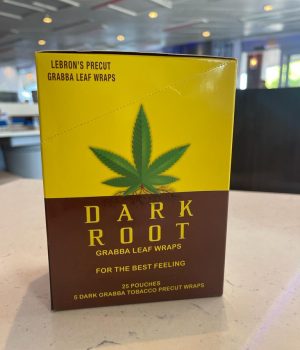 LEBRON'S PRECUT
GRABBA LEAF WRAPS
DARK
ROOT
GRABBA LEAF WRAPS
FOR THE BEST FEELING
25 POUCHES
5 DARK GRABBA TOBACCO PRECUT WRAPS